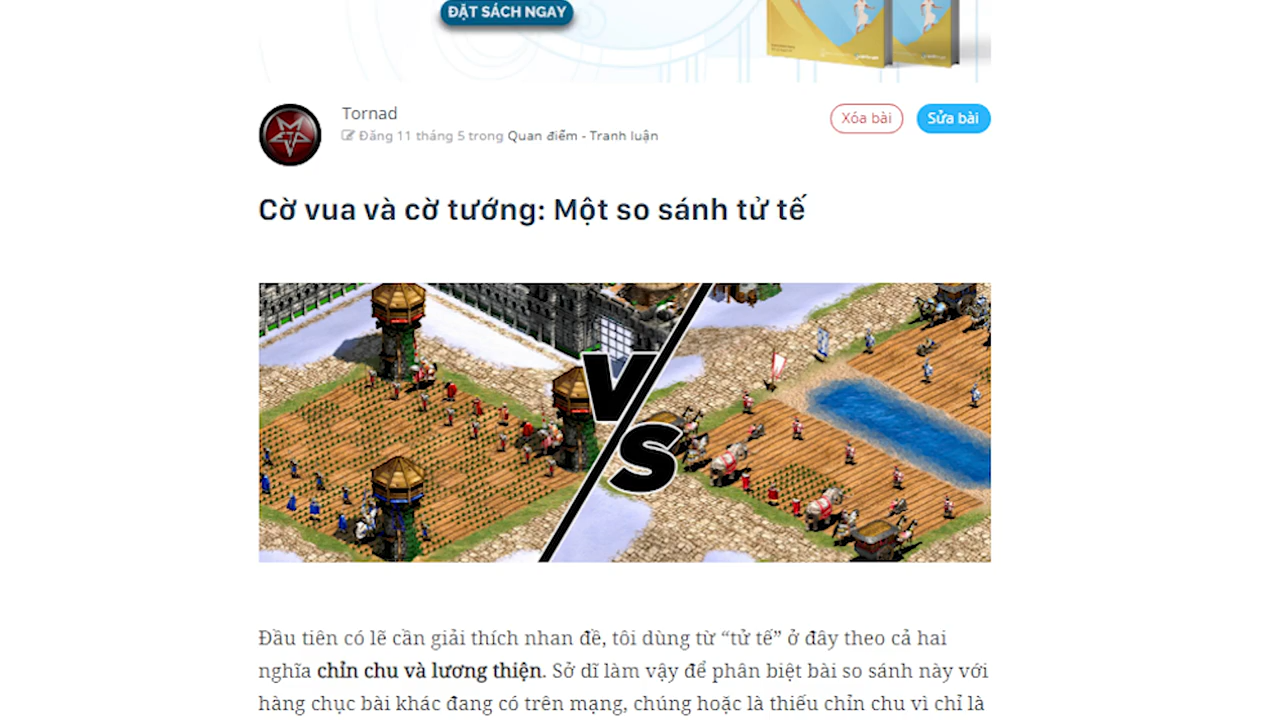 ĐẶT SÁCH NGAY
Tornad
Xóa bài
Sửa bài
Đăng 11 tháng 5 trong Quan điểm - Tranh luận
Cờ vua và cờ tướng: Một so sánh tử tế
VS
Đầu tiên có lẽ cần giải thích nhan đề, tôi dùng từ “tử tế” ở đây theo cả hai
nghĩa chỉn chu và lương thiện. Sở dĩ làm vậy để phân biệt bài so sánh này với
hàng chục bài khác đang có trên mạng, chúng hoặc là thiếu chỉn chu vì chỉ là